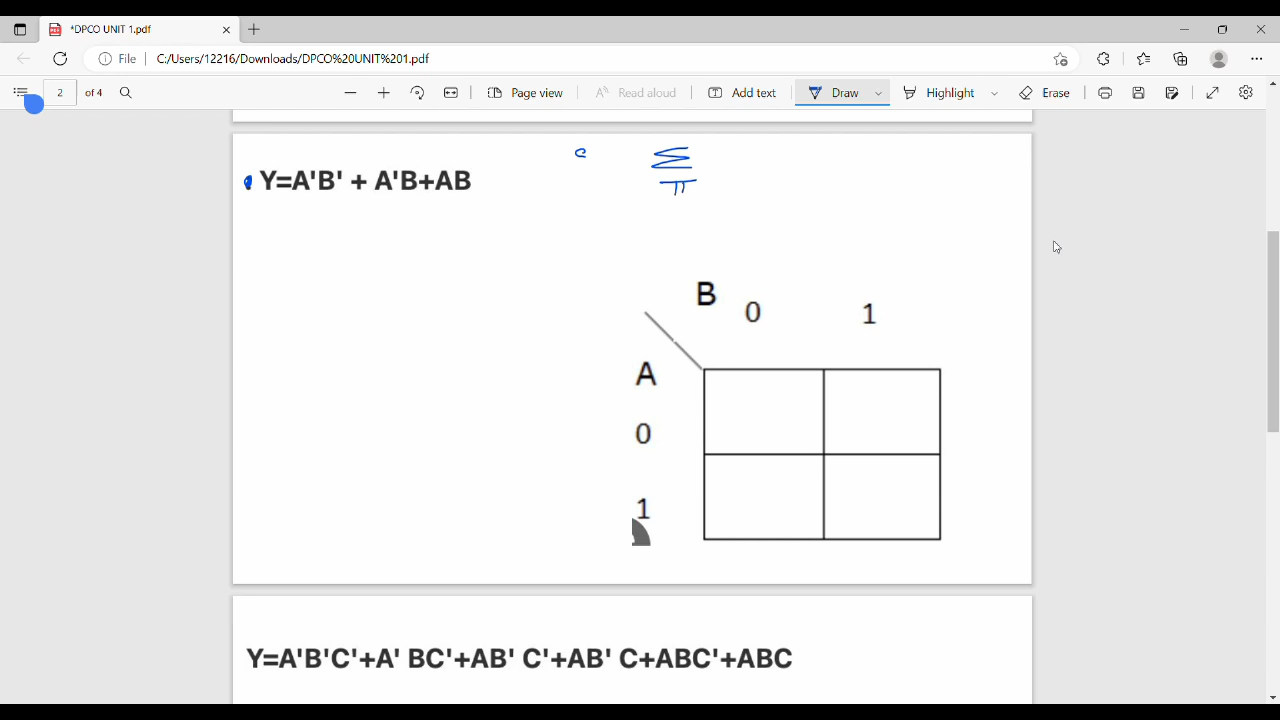 *DPCO UNIT 1.pdf
File C:/Users/12216/Downloads/DPCO%20UNIT%201.pdf
2 of 4 Page view Read aloud Add text Draw Highlight Erase
Σ
π
Y=A'B' + A'B+AB
B 0 1
A
0
1
Y=A'B'C'+A' BC'+AB' C'+AB' C+ABC'+ABC